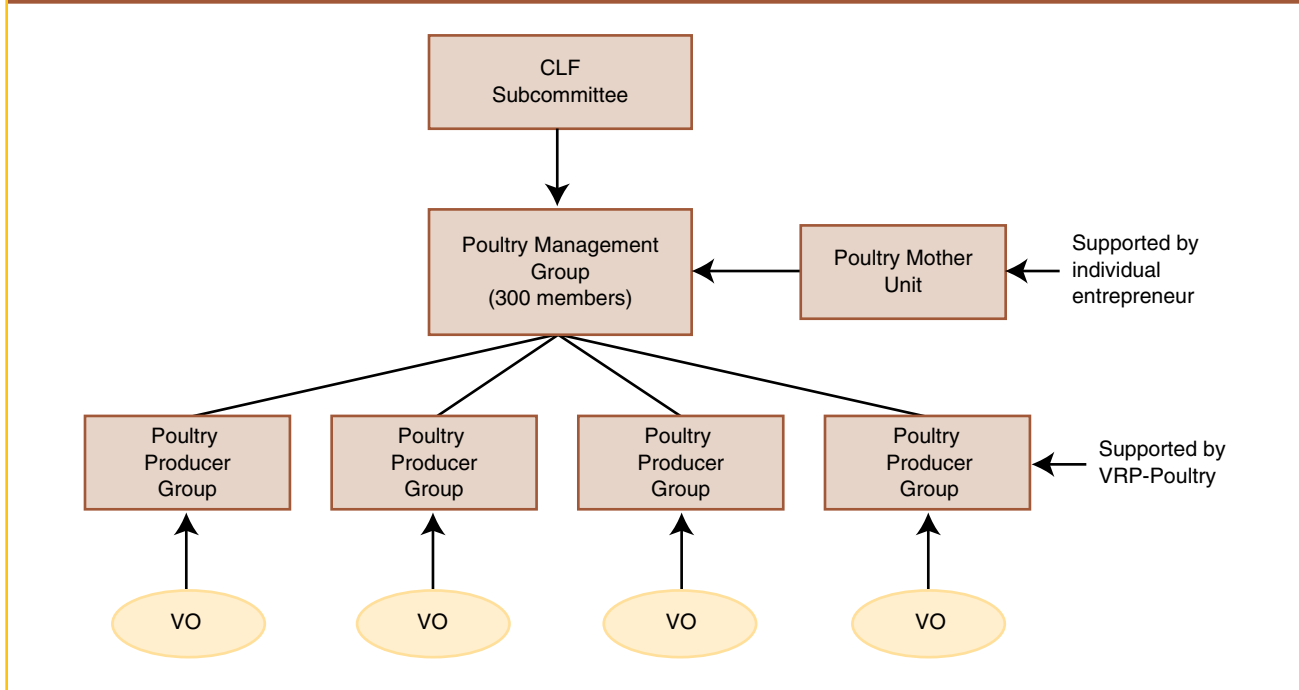 CLF
Subcommittee
Poultry Management
Group
(300 members)
Poultry Mother
Unit
Supported by
individual
entrepreneur
Poultry
Producer
Group
Poultry
Producer
Group
Poultry
Producer
Group
Poultry
Producer
Group
Supported by
VRP-Poultry
VO
VO
VO
VO